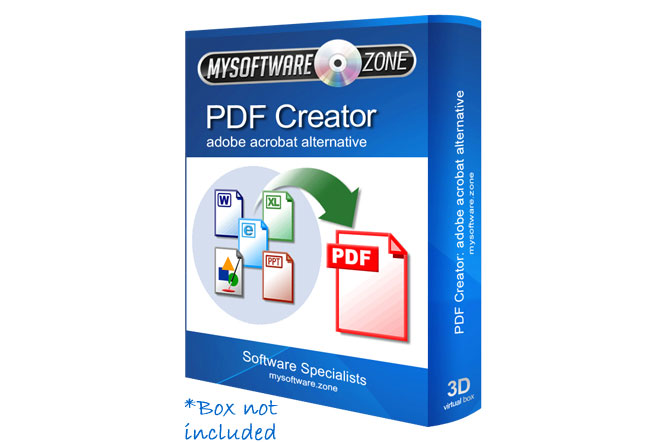 MYSOFTWARE ZONE
PDF Creator
adobe acrobat alternative
W
XL
e
PPT
PDF
Software Specialists
mysoftware.zone
PDF Creator: adobe acrobat alternative
mysoftware.zone
3D
virtual box
*Box not
included